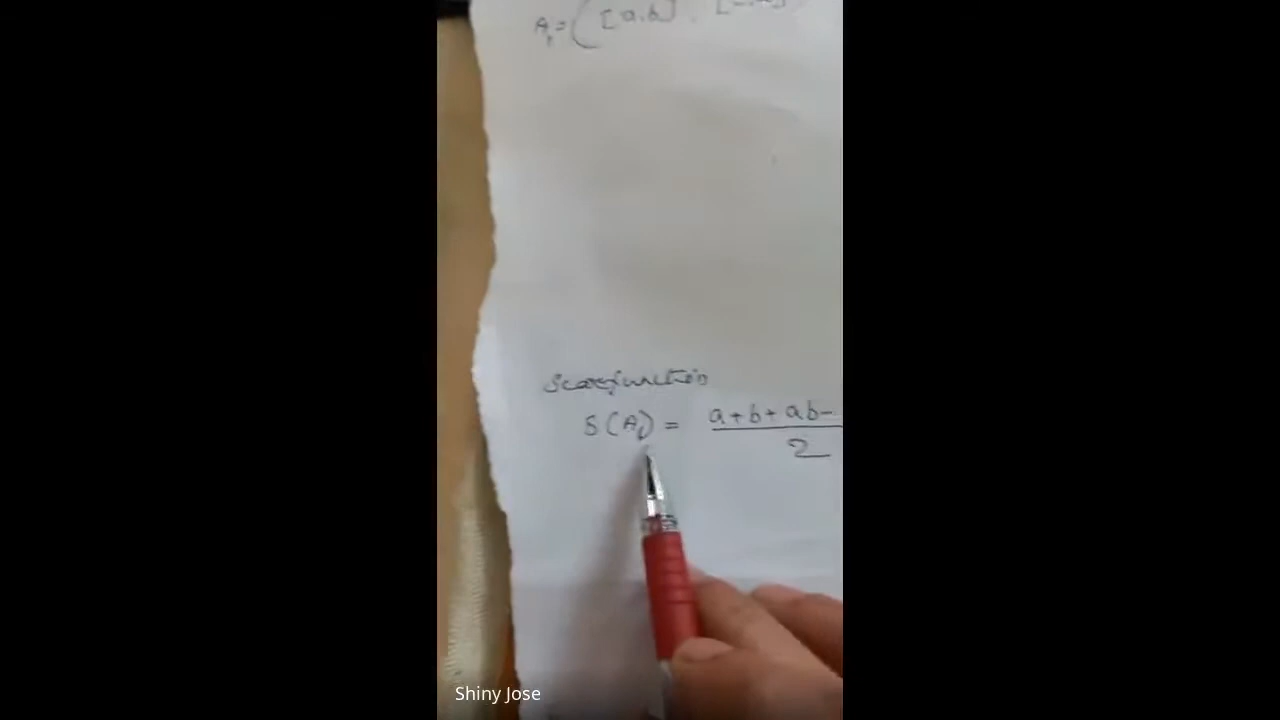 A₁ = ( [a,b] ,
Score function
S(A₁) = a+b+ab-
2
Shiny Jose